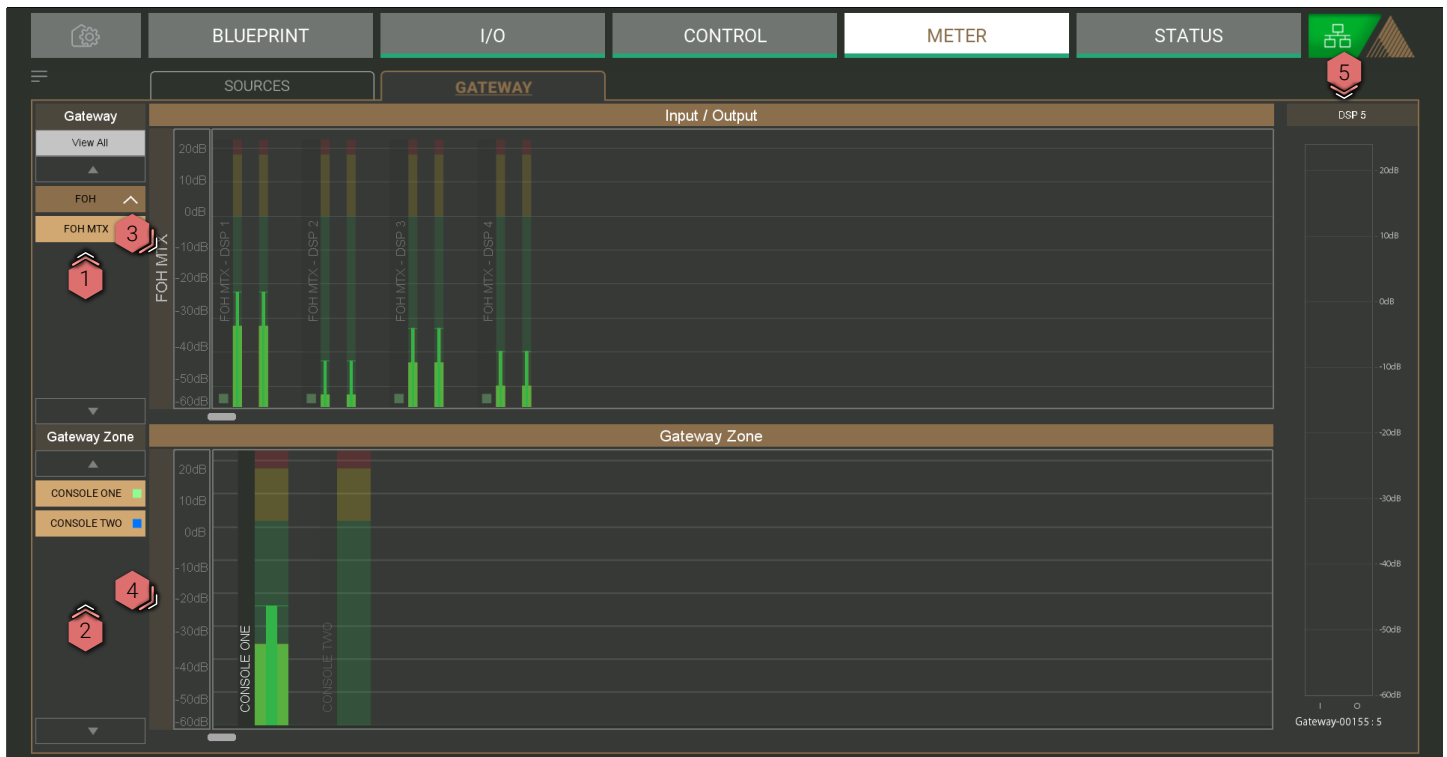 BLUEPRINT
I/O
CONTROL
METER
STATUS
5
SOURCES
GATEWAY
Gateway
View All
FOH
FOH MTX
3
1
Input / Output
FOH MTX
20dB
10dB
0dB
-10dB
-20dB
-30dB
-40dB
-50dB
-60dB
FOH MTX - DSP 1
FOH MTX - DSP 2
FOH MTX - DSP 3
FOH MTX - DSP 4
Gateway Zone
CONSOLE ONE
CONSOLE TWO
4
2
Gateway Zone
20dB
10dB
0dB
-10dB
-20dB
-30dB
-40dB
-50dB
-60dB
CONSOLE ONE
CONSOLE TWO
DSP 5
20dB
10dB
0dB
-10dB
-20dB
-30dB
-40dB
-50dB
-60dB
I O
Gateway-00155 : 5